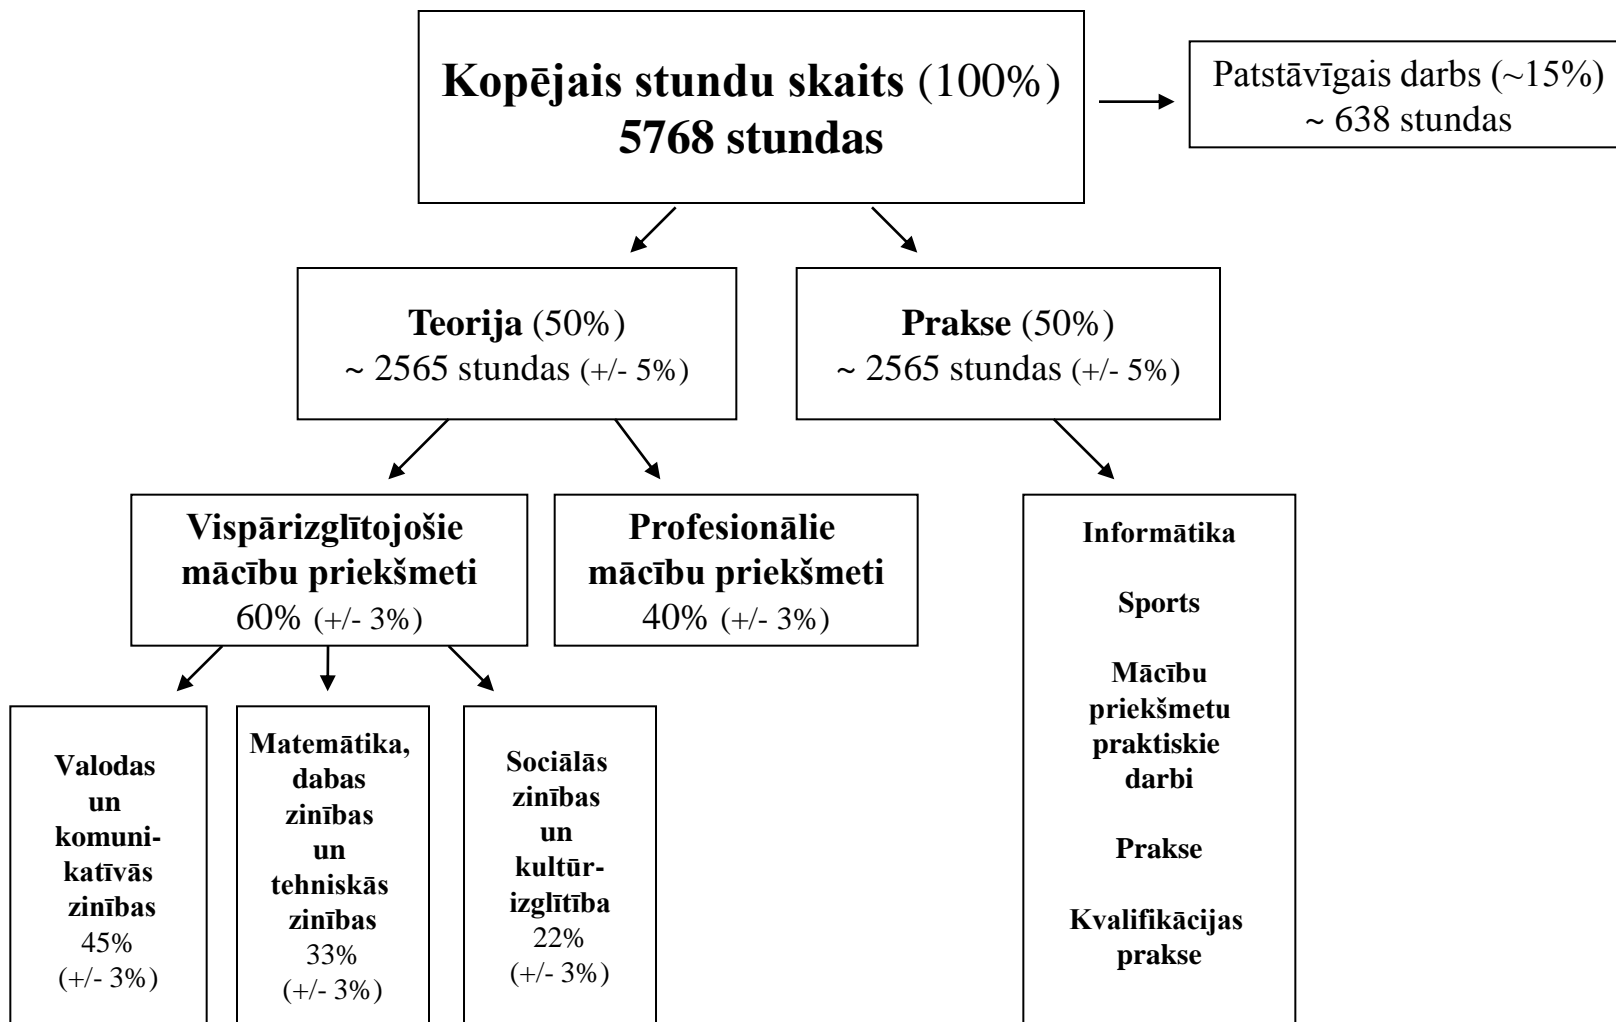 Kopējais stundu skaits (100%)
5768 stundas
Patstāvīgais darbs (~15%)
~ 638 stundas
Teorija (50%)
~ 2565 stundas (+/- 5%)
Prakse (50%)
~ 2565 stundas (+/- 5%)
Vispārizglītojošie
mācību priekšmeti
60% (+/- 3%)
Profesionālie
mācību priekšmeti
40% (+/- 3%)
Informātika
Sports
Mācību
priekšmetu
praktiskie
darbi
Prakse
Kvalifikācijas
prakse
Valodas
un
komuni-
katīvās
zinības
45%
(+/- 3%)
Matemātika,
dabas
zinības
un
tehniskās
zinības
33%
(+/- 3%)
Sociālās
zinības
un
kultūr-
izglītība
22%
(+/- 3%)